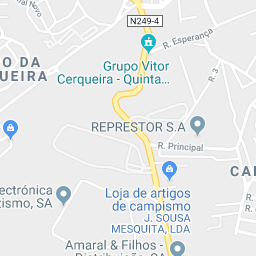 N249-4
R. Esperança
Grupo Vitor
Cerqueira - Quinta...
O DA
UEIRA
R. 3
REPRESTOR S.A
R. Principal
Loja de artigos
de campismo
J. SOUSA
MESQUITA, LDA
CA
ectrónica
tismo, SA
Amaral & Filhos -